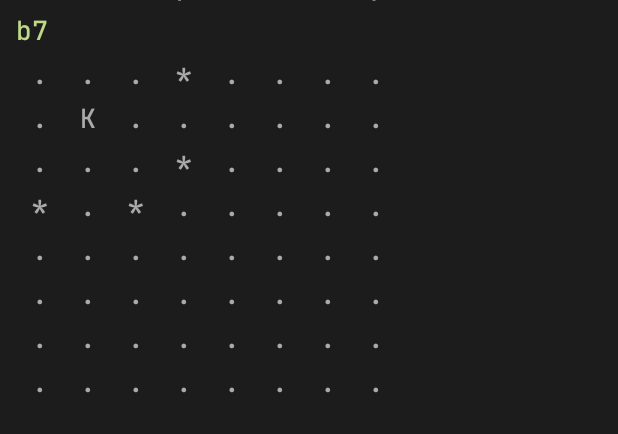 b7
. . . * . . . .
. K . . . . . .
. . . * . . . .
* . * . . . . .
. . . . . . . .
. . . . . . . .
. . . . . . . .
. . . . . . . .